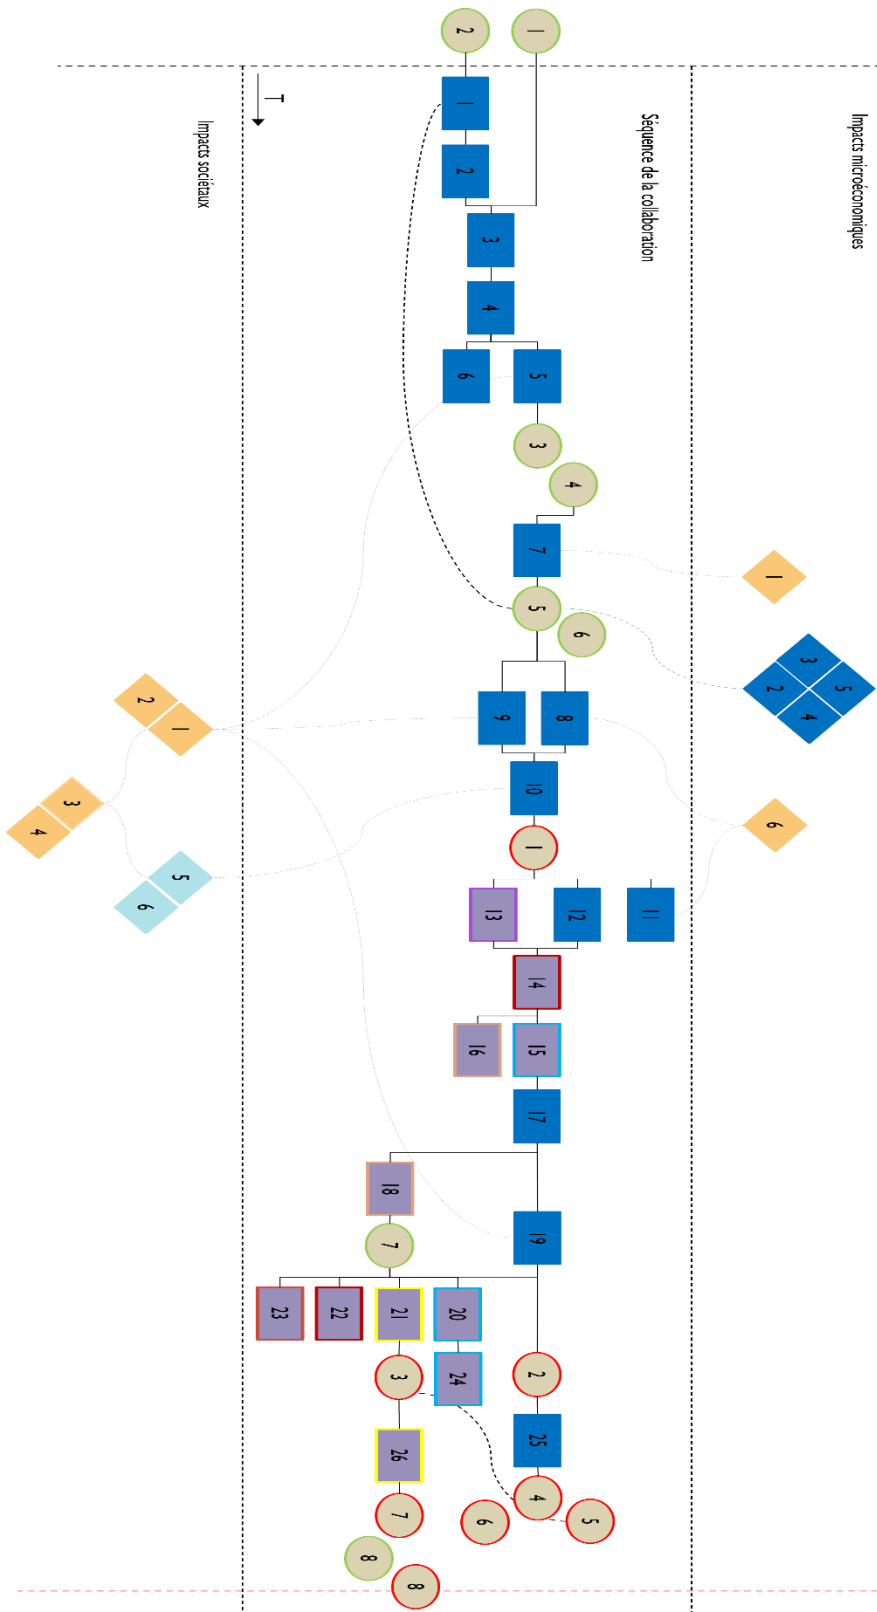 Impacts microéconomiques
5
3 4
1 2 6
Séquence de la collaboration
11
5
6
12
4
8
1 5 3 7 5 10 1 14 15 17 19 2 25 4
3 4 9 13 6
16
2 1 2 6 20 24
8
21 3 26 7
18 7
8
22
23
T
Impacts sociétaux
1 5
2 6
3
4